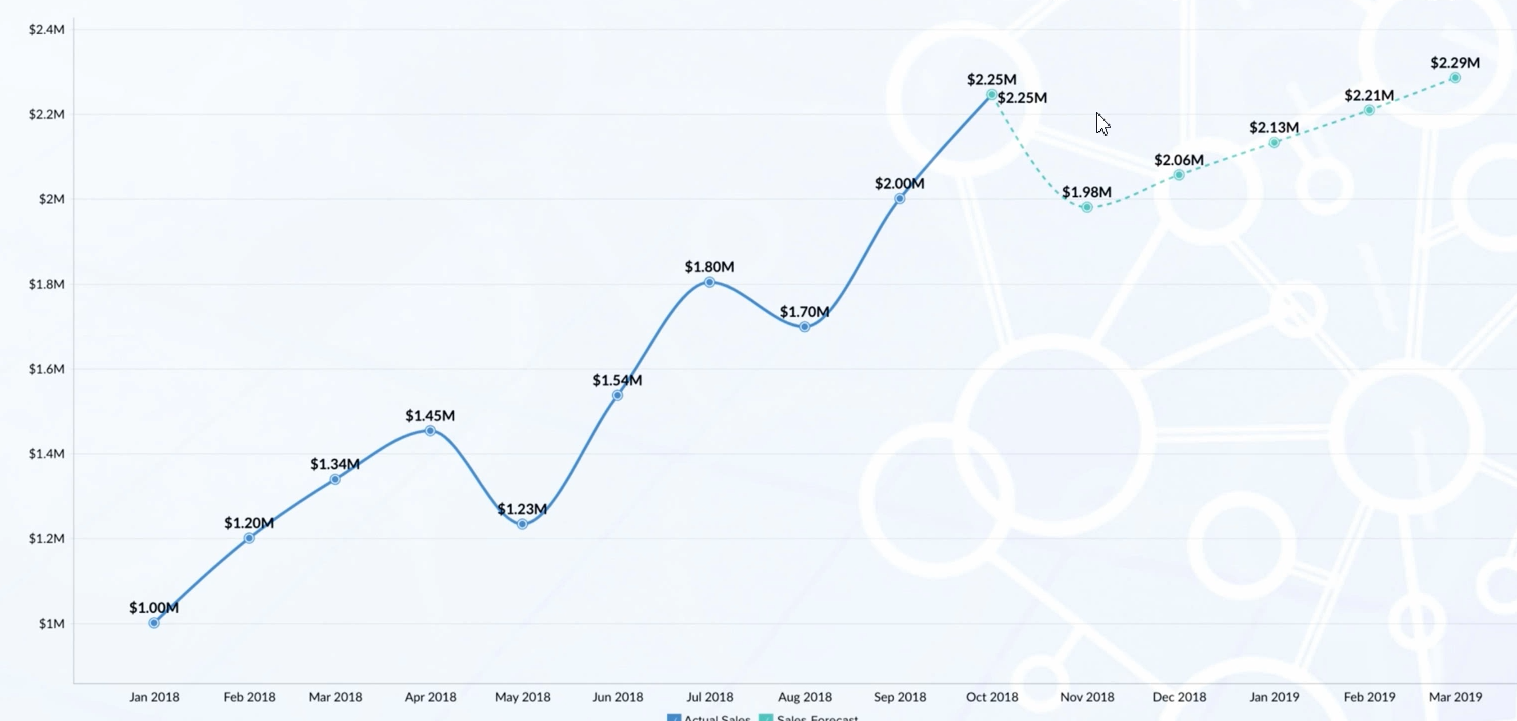 $2.4M
$2.2M
$2M
$1.8M
$1.6M
$1.4M
$1.2M
$1M
$1.00M
$1.20M
$1.34M
$1.45M
$1.23M
$1.54M
$1.80M
$1.70M
$2.00M
$2.25M
$2.25M
$1.98M
$2.06M
$2.13M
$2.21M
$2.29M
Jan 2018 Feb 2018 Mar 2018 Apr 2018 May 2018 Jun 2018 Jul 2018 Aug 2018 Sep 2018 Oct 2018 Nov 2018 Dec 2018 Jan 2019 Feb 2019 Mar 2019
Actual Sales Sales Forecast